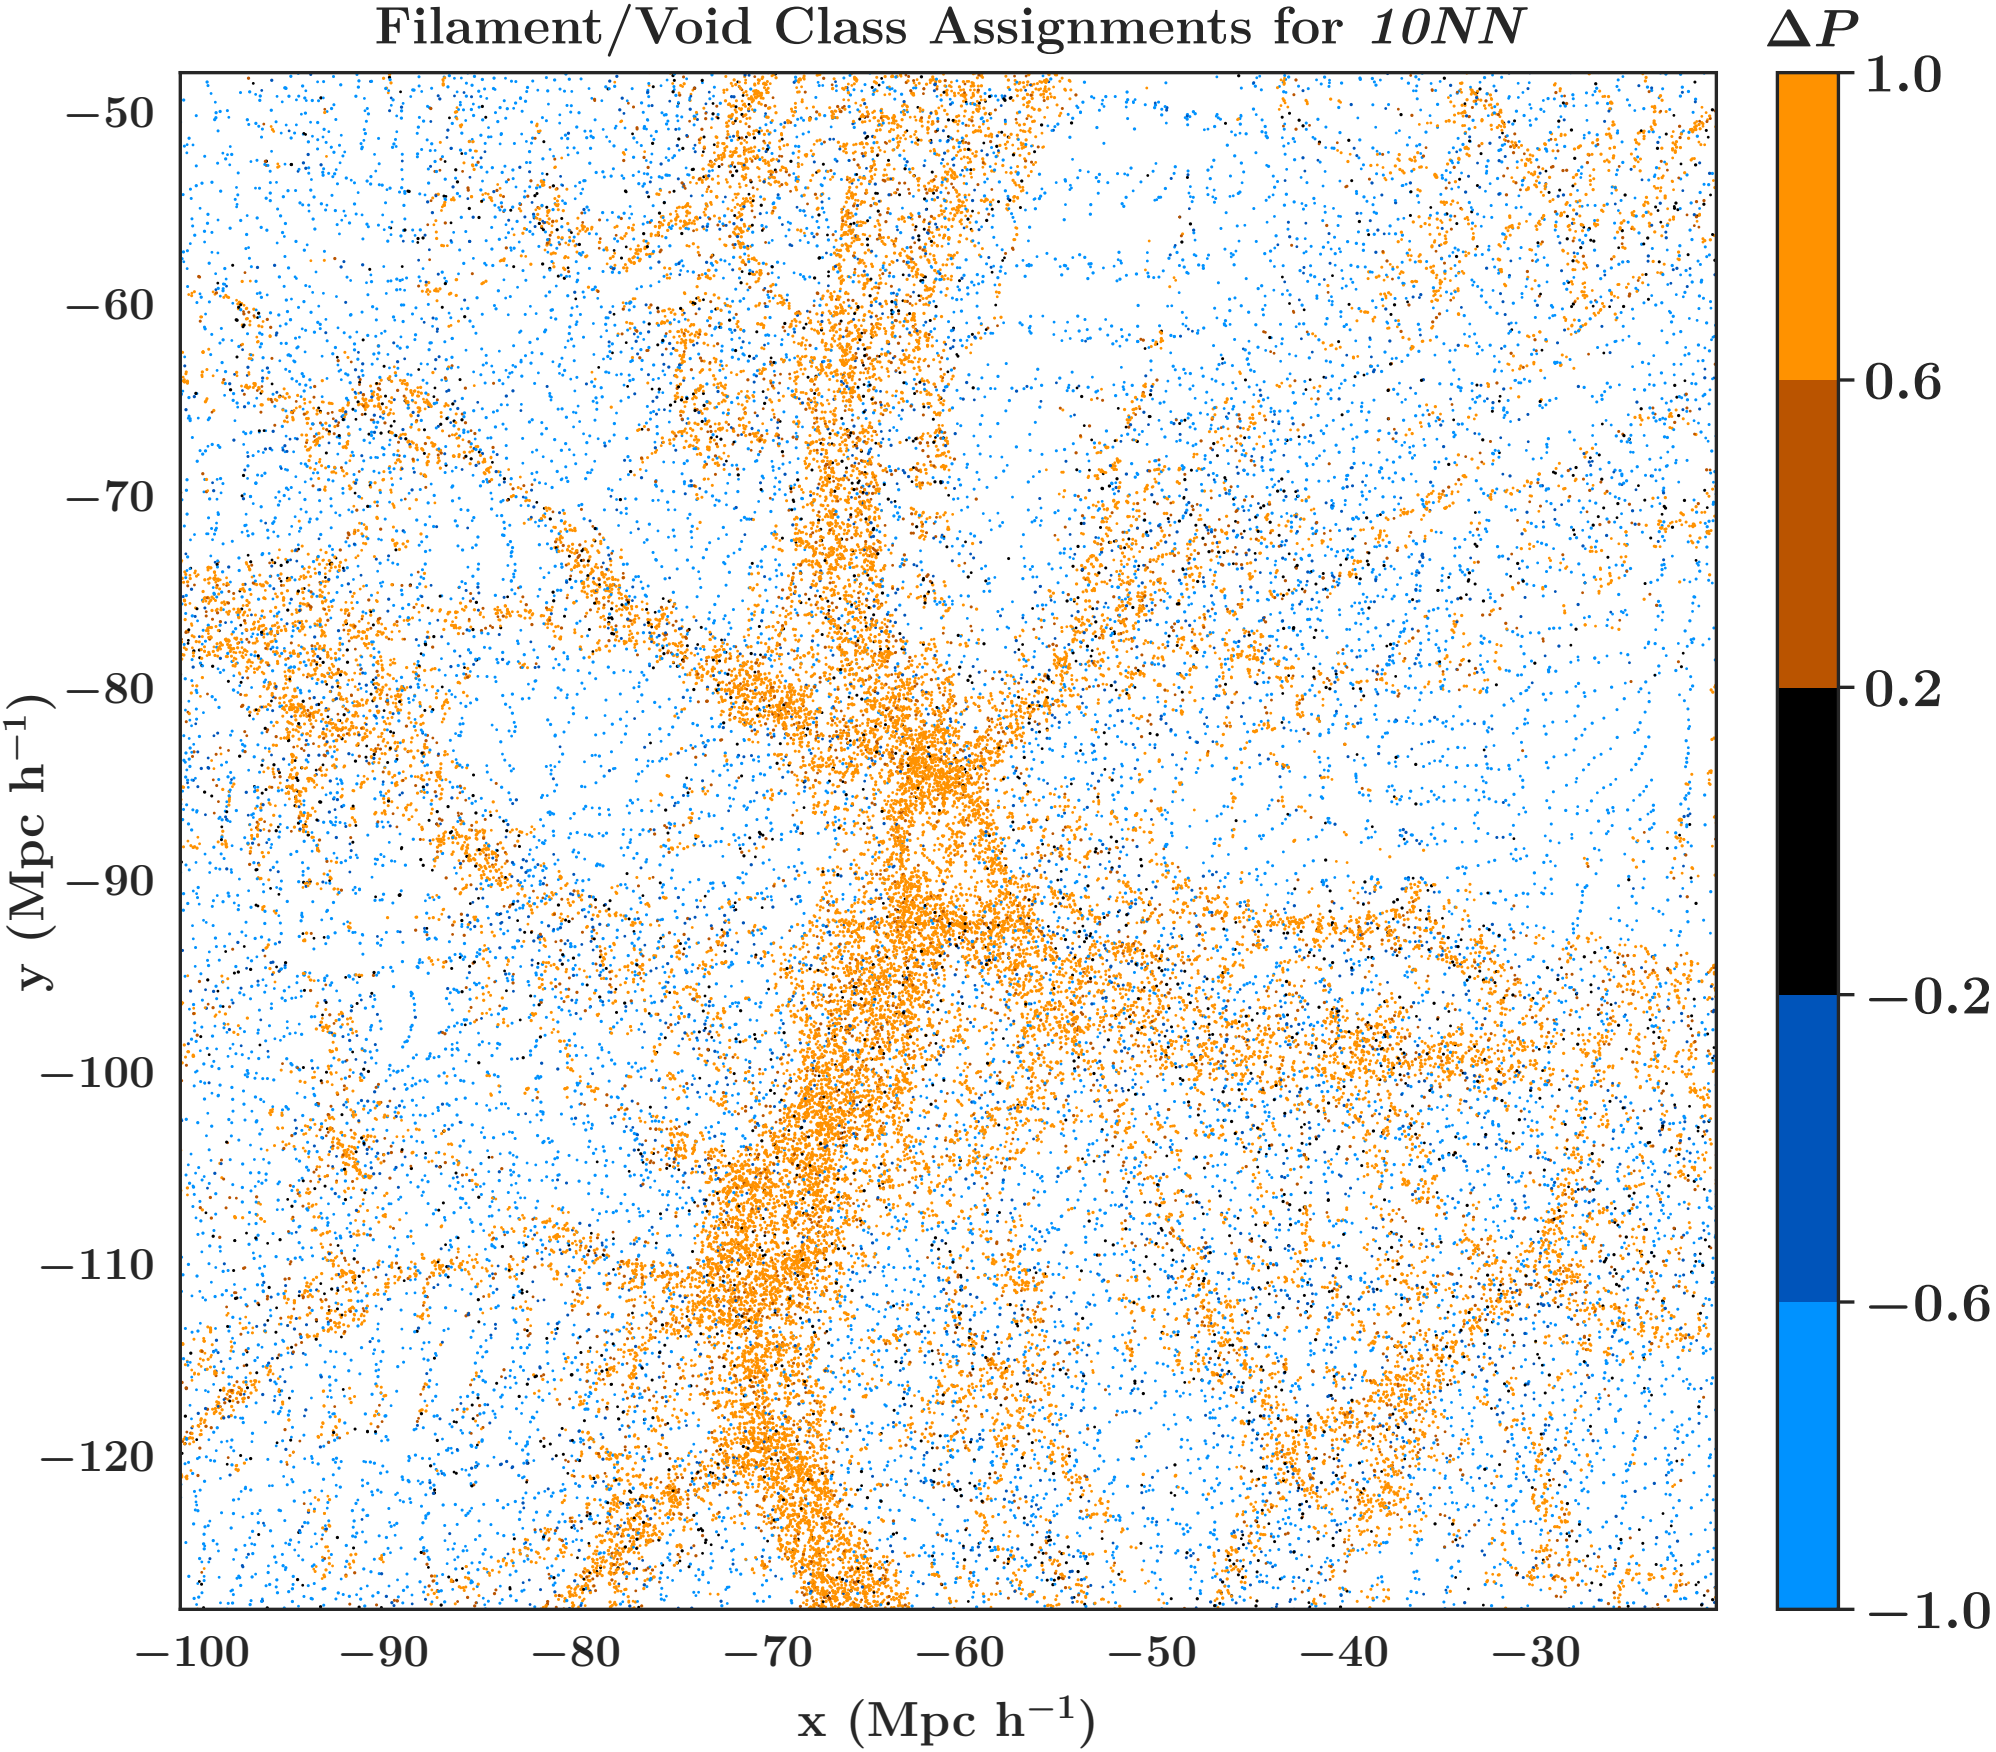 Filament/Void Class Assignments for 10NN
ΔP
1.0
0.6
0.2
−0.2
−0.6
−1.0
y (Mpc h⁻¹)
−50
−60
−70
−80
−90
−100
−110
−120
−100 −90 −80 −70 −60 −50 −40 −30
x (Mpc h⁻¹)